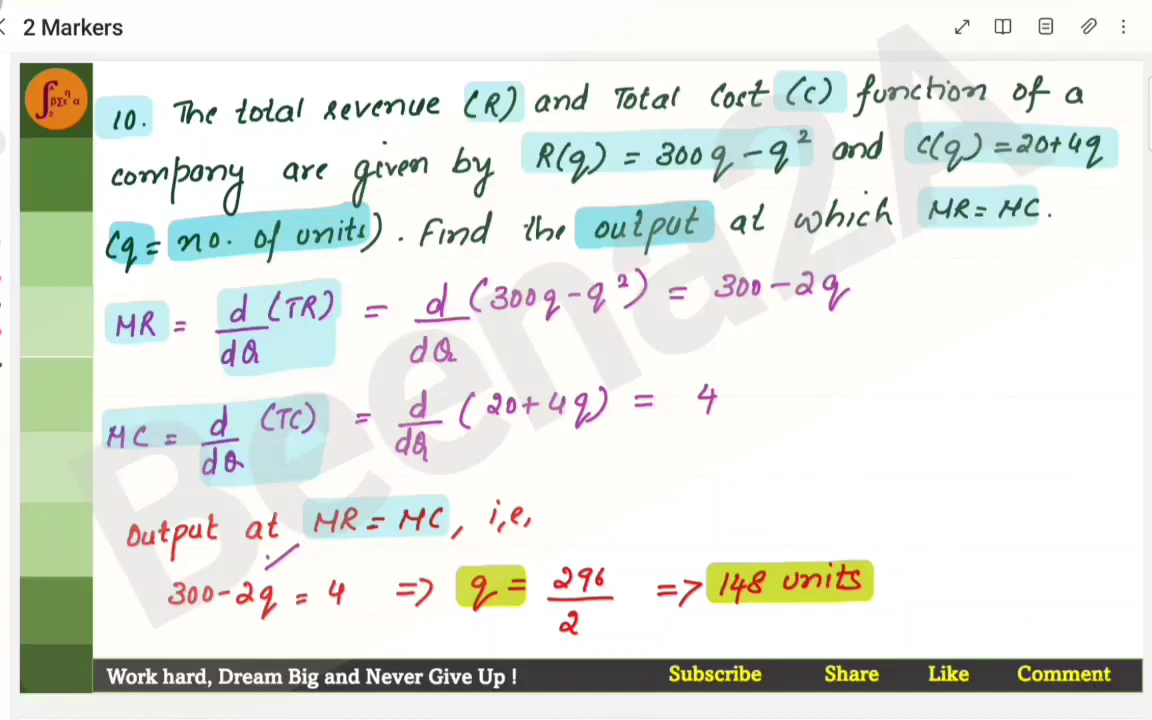 2 Markers
10. The total revenue (R) and Total Cost (C) function of a
company are given by R(q) = 300q - q² and C(q) = 20+4q
(q = no. of units). Find the output at which MR = MC.
MR = d/dQ (TR) = d/dQ (300q - q²) = 300 - 2q
MC = d/dQ (TC) = d/dQ (20+4q) = 4
Output at MR = MC, i,e,
300 - 2q = 4 => q = 296/2 => 148 units
Beena2A
Work hard, Dream Big and Never Give Up ! Subscribe Share Like Comment